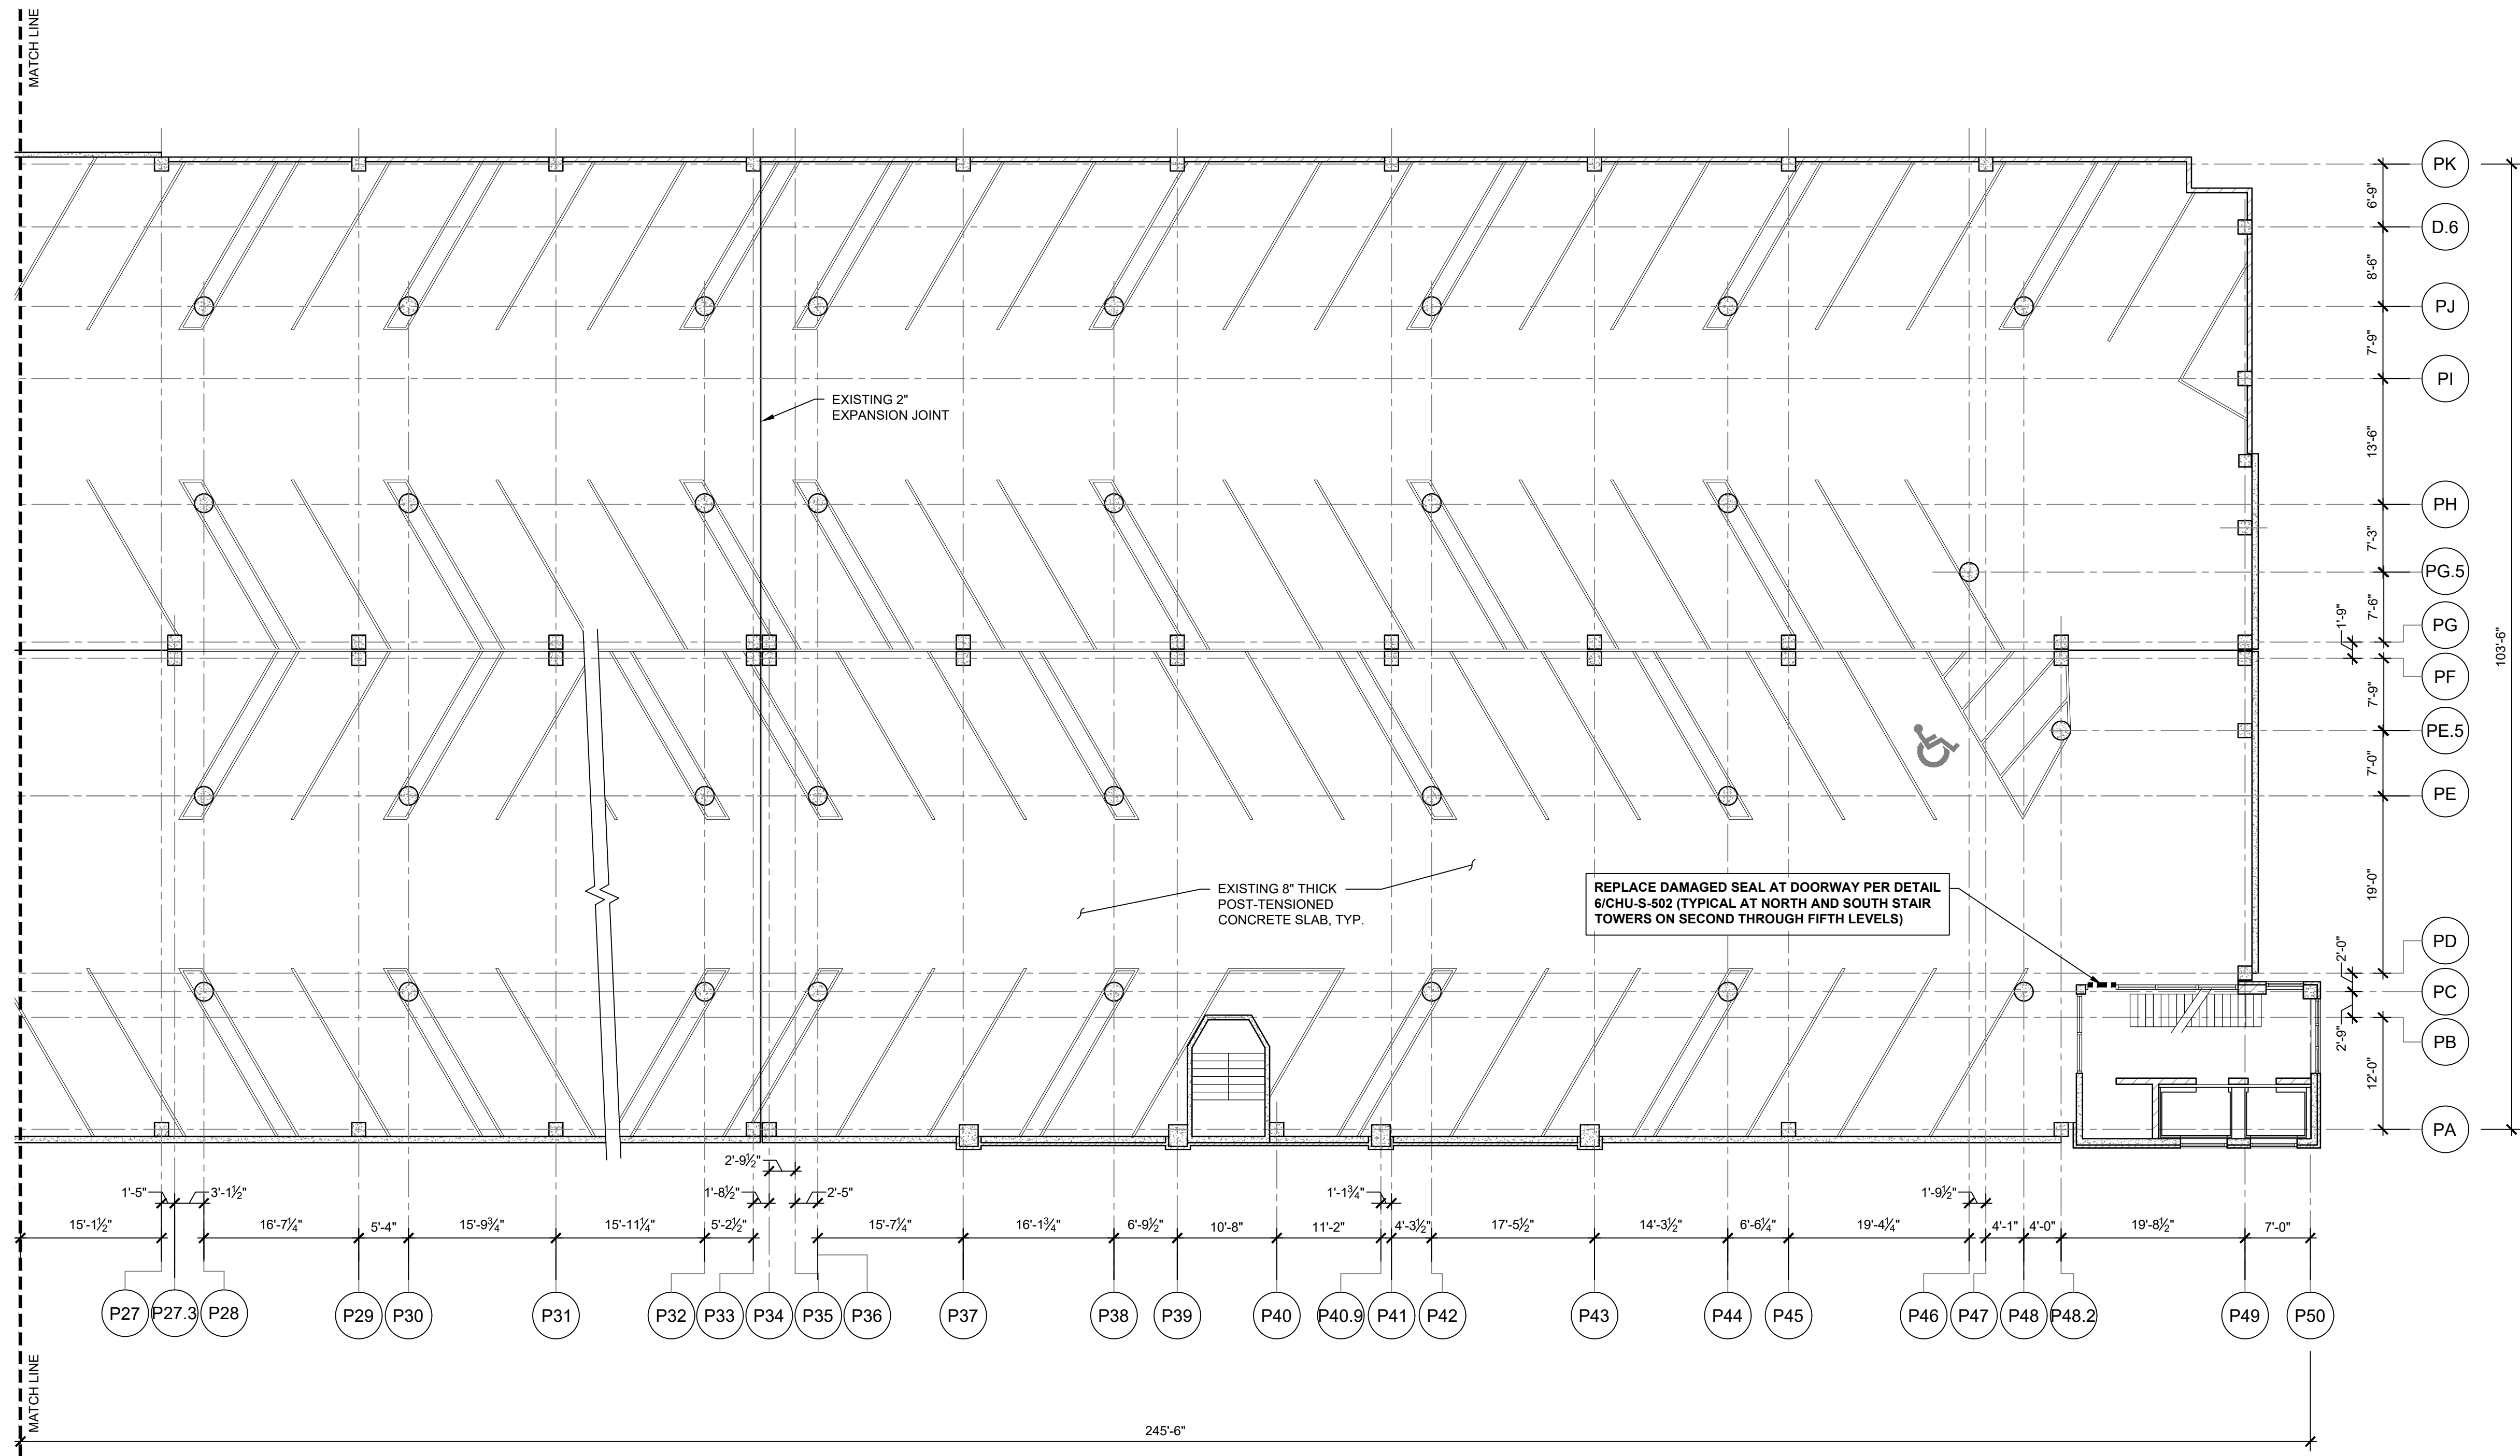 MATCH LINE
PK
6'-9"
D.6
8'-6"
PJ
7'-9"
PI
EXISTING 2"
EXPANSION JOINT
13'-6"
PH
7'-3"
PG.5
7'-6"
1'-9"
PG
103'-6"
PF
7'-9"
PE.5
7'-0"
PE
EXISTING 8" THICK
POST-TENSIONED
CONCRETE SLAB, TYP.
REPLACE DAMAGED SEAL AT DOORWAY PER DETAIL
6/CHU-S-502 (TYPICAL AT NORTH AND SOUTH STAIR
TOWERS ON SECOND THROUGH FIFTH LEVELS)
19'-0"
PD
2'-0"
PC
2'-9"
PB
12'-0"
PA
2'-9½"
1'-5"
3'-1½"
1'-8½"
2'-5"
1'-1¾"
1'-9½"
15'-1½"
16'-7¼"
5'-4"
15'-9¾"
15'-11¼"
5'-2½"
15'-7¼"
16'-1¾"
6'-9½"
10'-8"
11'-2"
4'-3½"
17'-5½"
14'-3½"
6'-6¼"
19'-4¼"
4'-1"
4'-0"
19'-8½"
7'-0"
P27
P27.3
P28
P29
P30
P31
P32
P33
P34
P35
P36
P37
P38
P39
P40
P40.9
P41
P42
P43
P44
P45
P46
P47
P48
P48.2
P49
P50
MATCH LINE
245'-6"